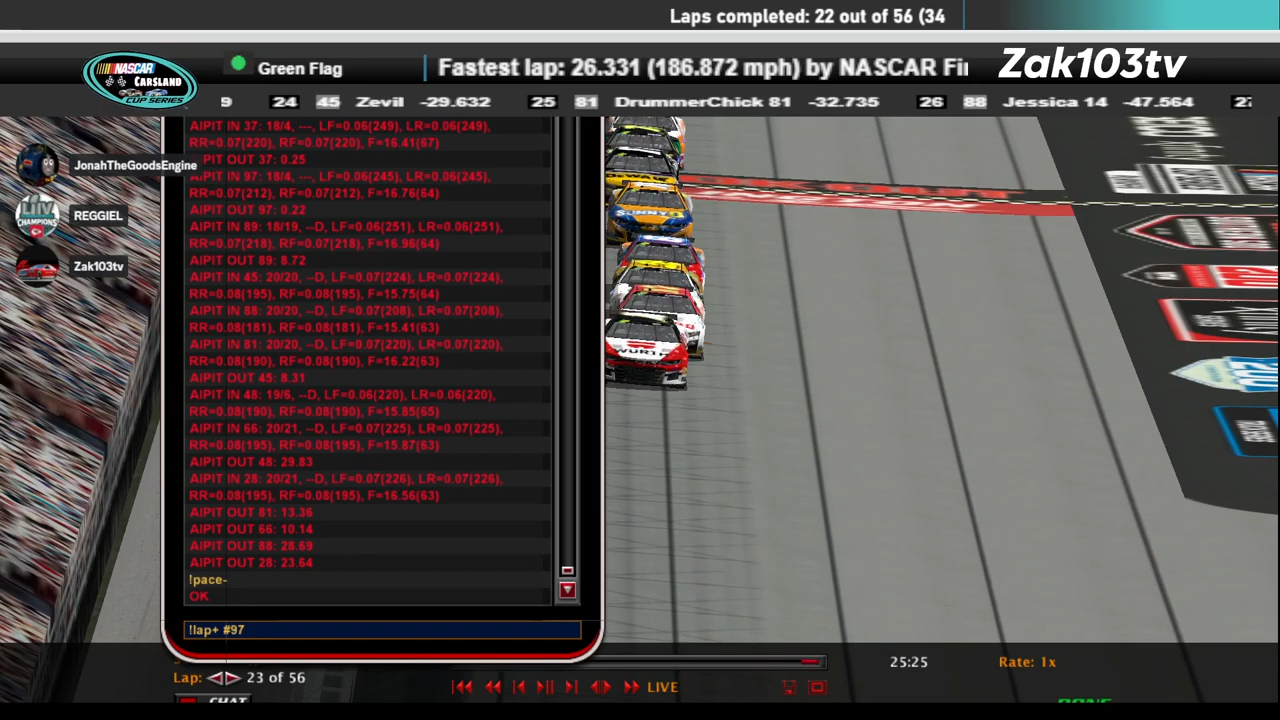 Laps completed: 22 out of 56 (34
NASCAR
CARSLAND
CUP SERIES
Green Flag
Fastest lap: 26.331 (186.872 mph) by NASCAR Fi
Zak103tv
9 24 45 Zevil -29.632 25 81 DrummerChick 81 -32.735 26 88 Jessica 14 -47.564 27
AIPIT IN 37: 18/4, ---, LF=0.06(249), LR=0.06(249),
RR=0.07(220), RF=0.07(220), F=16.41(67)
JonahTheGoodsEngine
PIT OUT 37: 0.25
AIPIT IN 97: 18/4, ---, LF=0.06(245), LR=0.06(245),
RR=0.07(212), RF=0.07(212), F=16.76(64)
REGGIEL
AIPIT OUT 97: 0.22
AIPIT IN 89: 18/19, --D, LF=0.06(251), LR=0.06(251),
RR=0.07(218), RF=0.07(218), F=16.96(64)
Zak103tv
AIPIT OUT 89: 8.72
AIPIT IN 45: 20/20, --D, LF=0.07(224), LR=0.07(224),
RR=0.08(195), RF=0.08(195), F=15.75(64)
AIPIT IN 88: 20/20, --D, LF=0.07(208), LR=0.07(208),
RR=0.08(181), RF=0.08(181), F=15.41(63)
AIPIT IN 81: 20/20, --D, LF=0.07(220), LR=0.07(220),
RR=0.08(190), RF=0.08(190), F=16.22(63)
AIPIT OUT 45: 8.31
AIPIT IN 48: 19/6, --D, LF=0.06(220), LR=0.06(220),
RR=0.08(190), RF=0.08(190), F=15.85(65)
AIPIT IN 66: 20/21, --D, LF=0.07(225), LR=0.07(225),
RR=0.08(195), RF=0.08(195), F=15.87(63)
AIPIT OUT 48: 29.83
AIPIT IN 28: 20/21, --D, LF=0.07(226), LR=0.07(226),
RR=0.08(195), RF=0.08(195), F=16.56(63)
AIPIT OUT 81: 13.36
AIPIT OUT 66: 10.14
AIPIT OUT 88: 28.69
AIPIT OUT 28: 23.64
!pace-
OK
!lap+ #97
SUNNY
WURTH
LIV
CHAMPIONS
Lap: 23 of 56
LIVE
25:25
Rate: 1x
CHAT
DONE